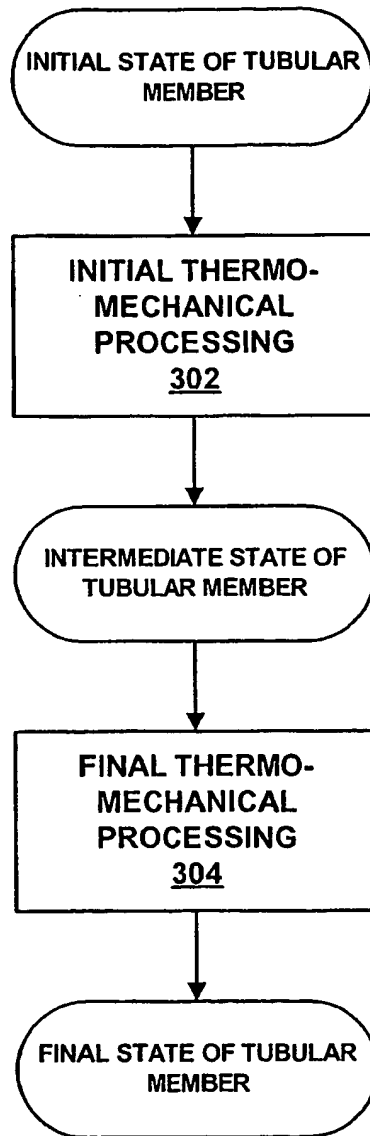 INITIAL STATE OF TUBULAR
MEMBER
INITIAL THERMO-
MECHANICAL
PROCESSING
302
INTERMEDIATE STATE OF
TUBULAR MEMBER
FINAL THERMO-
MECHANICAL
PROCESSING
304
FINAL STATE OF TUBULAR
MEMBER